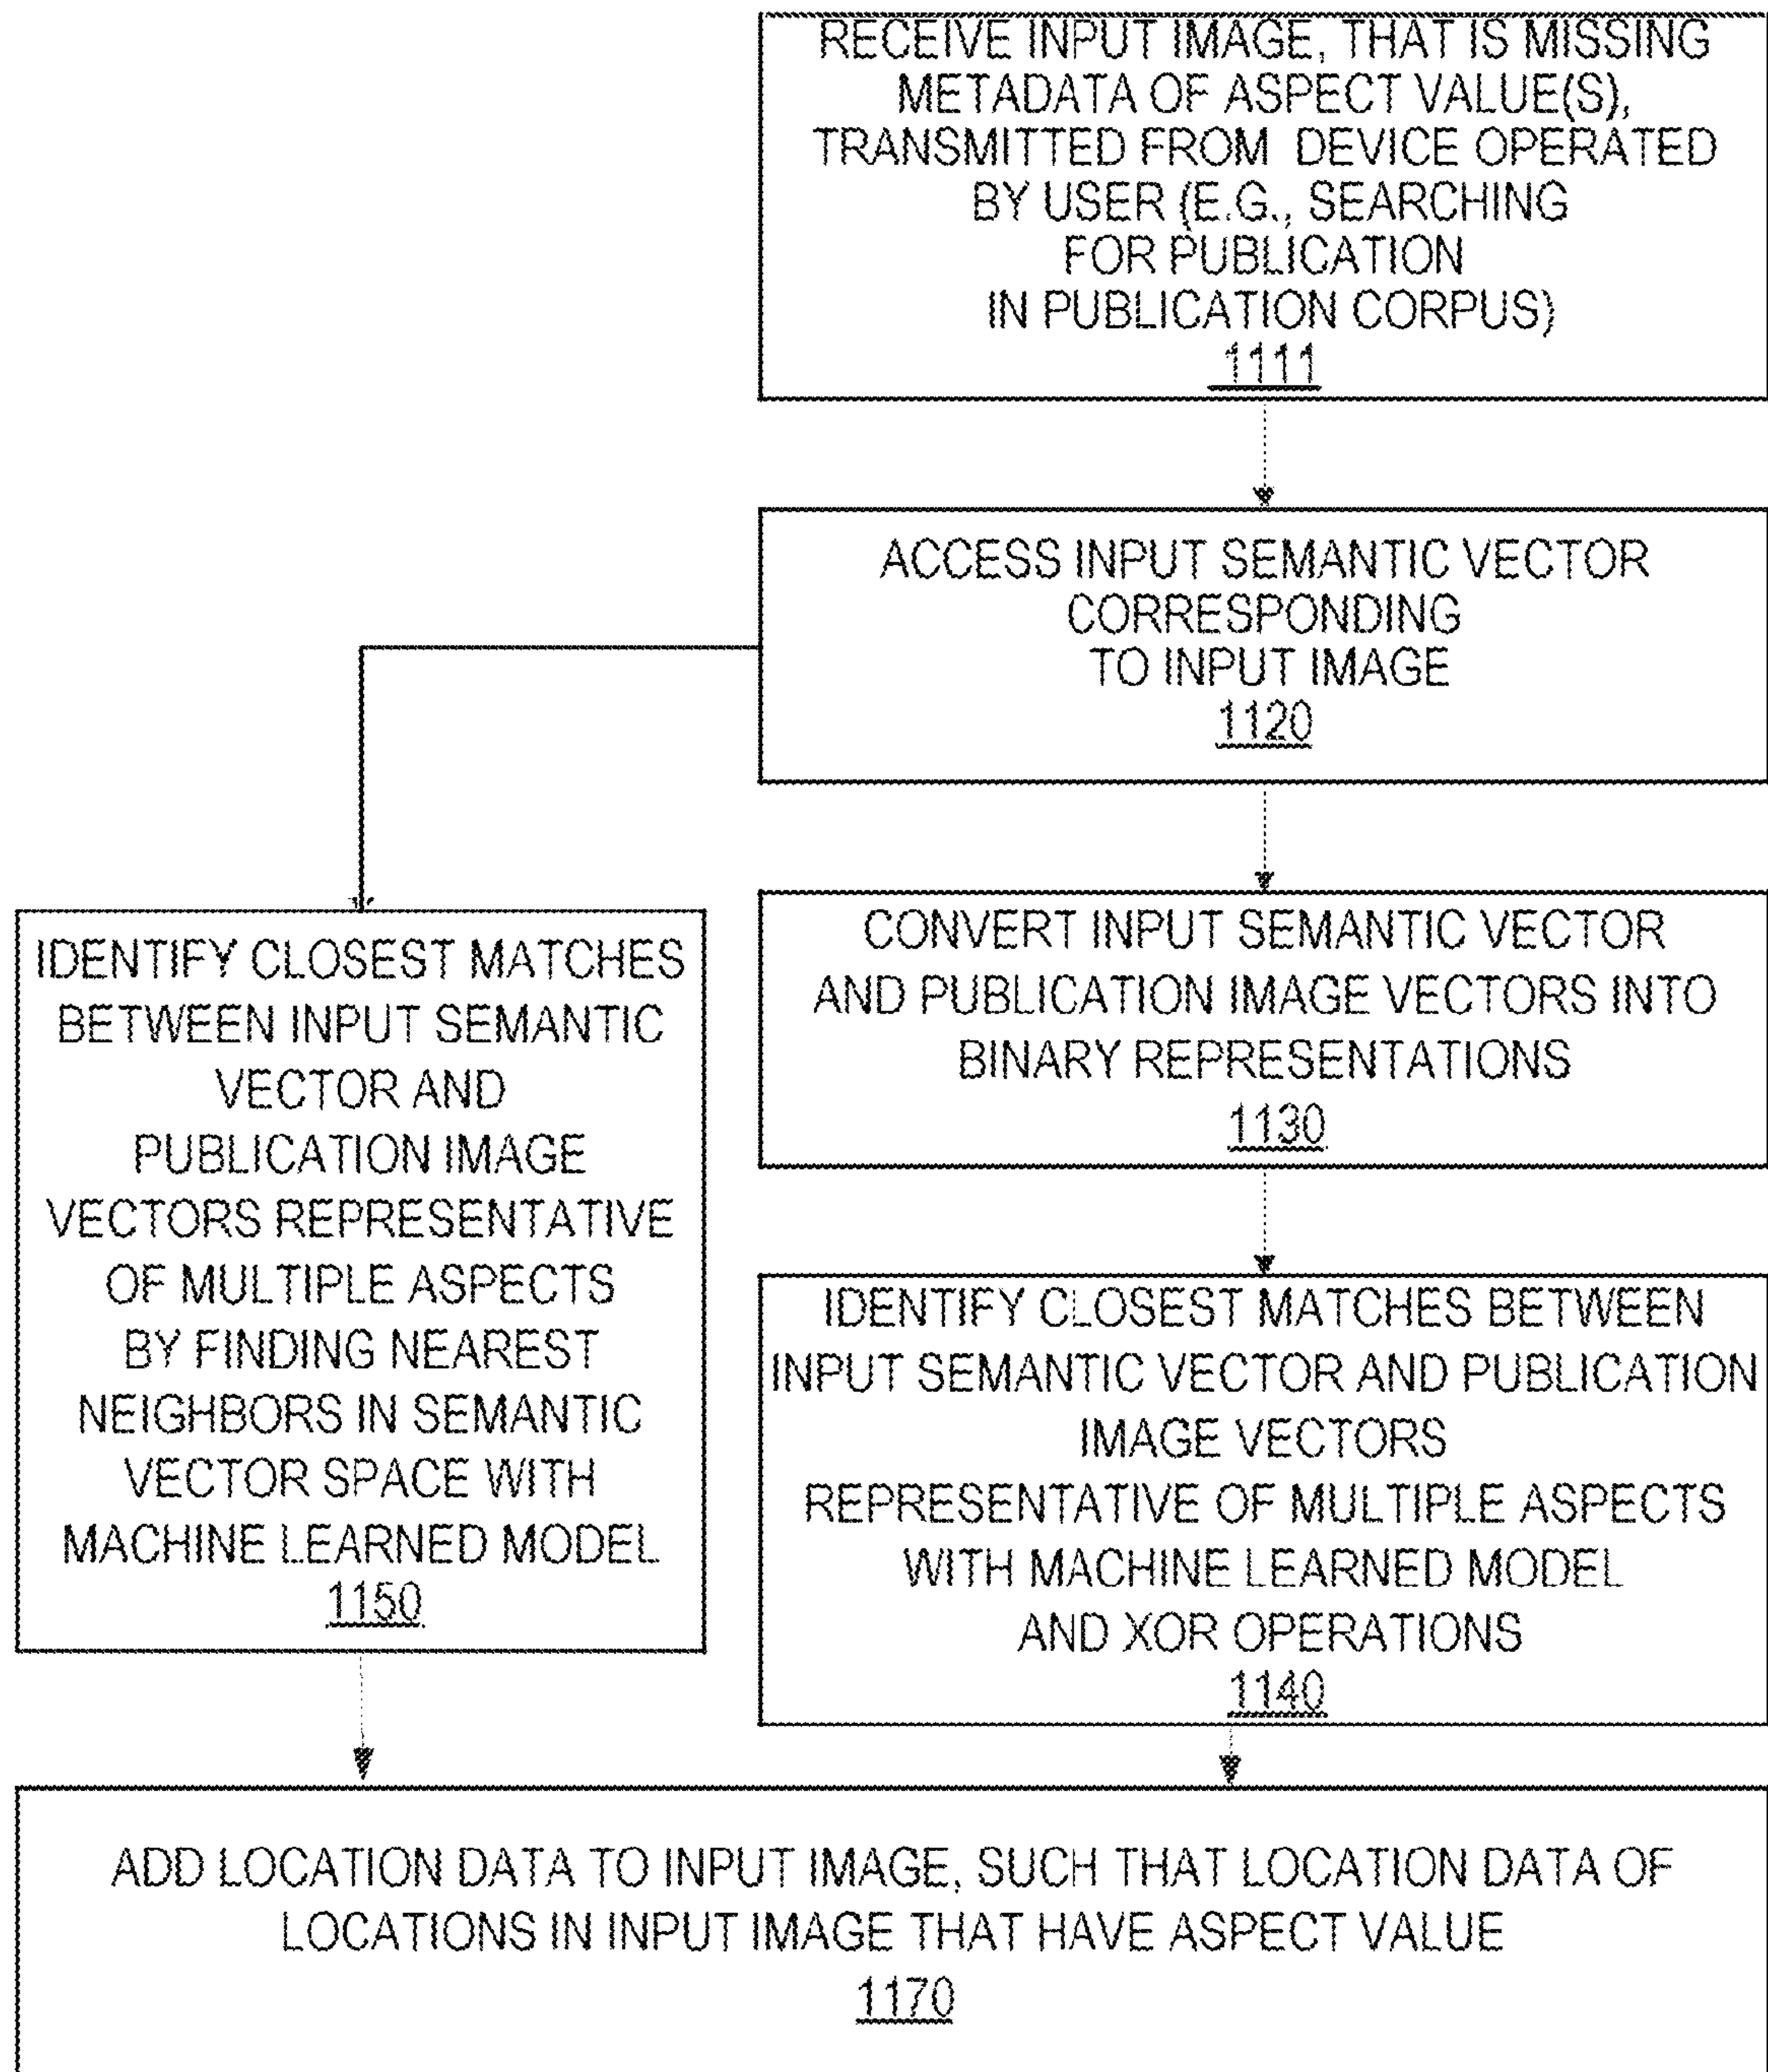 RECEIVE INPUT IMAGE, THAT IS MISSING
METADATA OF ASPECT VALUE(S),
TRANSMITTED FROM DEVICE OPERATED
BY USER (E.G., SEARCHING
FOR PUBLICATION
IN PUBLICATION CORPUS)
1111
ACCESS INPUT SEMANTIC VECTOR
CORRESPONDING
TO INPUT IMAGE
1120
CONVERT INPUT SEMANTIC VECTOR
AND PUBLICATION IMAGE VECTORS INTO
BINARY REPRESENTATIONS
1130
IDENTIFY CLOSEST MATCHES
BETWEEN INPUT SEMANTIC
VECTOR AND
PUBLICATION IMAGE
VECTORS REPRESENTATIVE
OF MULTIPLE ASPECTS
BY FINDING NEAREST
NEIGHBORS IN SEMANTIC
VECTOR SPACE WITH
MACHINE LEARNED MODEL
1150
IDENTIFY CLOSEST MATCHES BETWEEN
INPUT SEMANTIC VECTOR AND PUBLICATION
IMAGE VECTORS
REPRESENTATIVE OF MULTIPLE ASPECTS
WITH MACHINE LEARNED MODEL
AND XOR OPERATIONS
1140
ADD LOCATION DATA TO INPUT IMAGE, SUCH THAT LOCATION DATA OF
LOCATIONS IN INPUT IMAGE THAT HAVE ASPECT VALUE
1170